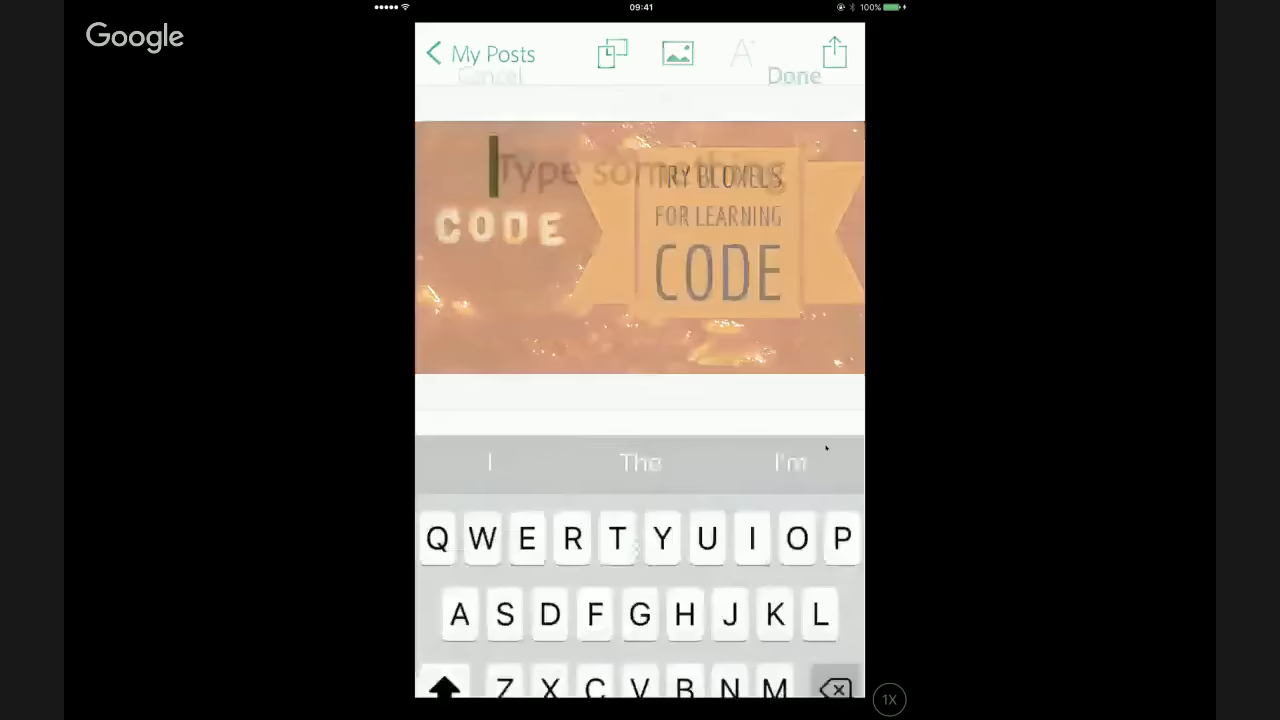 09:41
100%
Google
My Posts
Cancel
Done
Type something
TRY BLOXELS
FOR LEARNING
CODE
CODE
I
The
I'm
Q W E R T Y U I O P
A S D F G H J K L
Z X C V B N M
1X